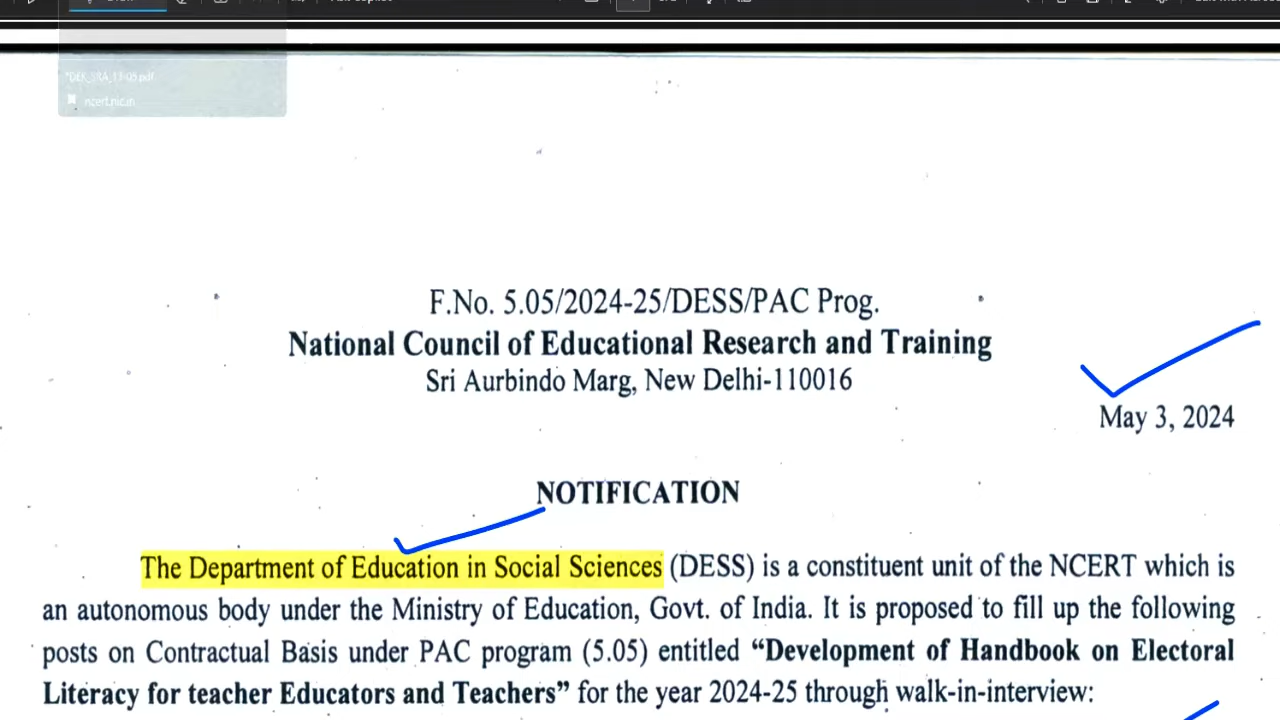 ncert.nic.in
F.No. 5.05/2024-25/DESS/PAC Prog.
National Council of Educational Research and Training
Sri Aurbindo Marg, New Delhi-110016
May 3, 2024
NOTIFICATION
The Department of Education in Social Sciences (DESS) is a constituent unit of the NCERT which is
an autonomous body under the Ministry of Education, Govt. of India. It is proposed to fill up the following
posts on Contractual Basis under PAC program (5.05) entitled “Development of Handbook on Electoral
Literacy for teacher Educators and Teachers” for the year 2024-25 through walk-in-interview: